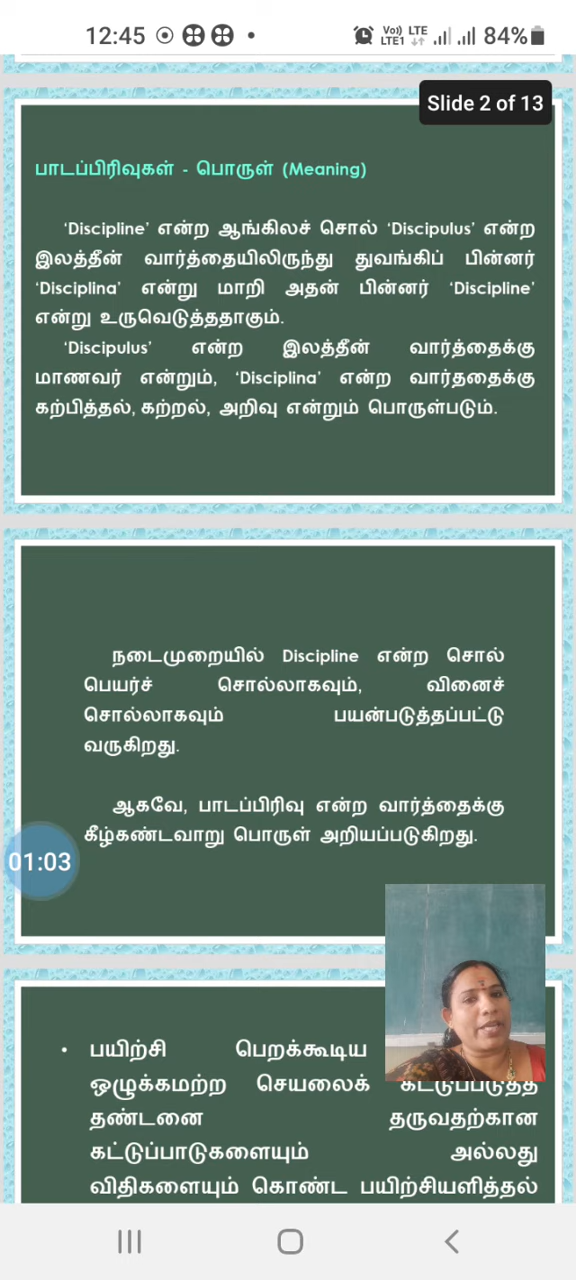 12:45
Vo)) LTE
LTE1
84%
Slide 2 of 13
பாடப்பிரிவுகள் - பொருள் (Meaning)
‘Discipline’ என்ற ஆங்கிலச் சொல் ‘Discipulus’ என்ற
இலத்தீன் வார்த்தையிலிருந்து துவங்கிப் பின்னர்
‘Disciplina’ என்று மாறி அதன் பின்னர் ‘Discipline’
என்று உருவெடுத்ததாகும்.
‘Discipulus’ என்ற இலத்தீன் வார்த்தைக்கு
மாணவர் என்றும், ‘Disciplina’ என்ற வார்ததைக்கு
கற்பித்தல், கற்றல், அறிவு என்றும் பொருள்படும்.
நடைமுறையில் Discipline என்ற சொல்
பெயர்ச் சொல்லாகவும், வினைச்
சொல்லாகவும் பயன்படுத்தப்பட்டு
வருகிறது.
ஆகவே, பாடப்பிரிவு என்ற வார்த்தைக்கு
கீழ்கண்டவாறு பொருள் அறியப்படுகிறது.
01:03
• பயிற்சி பெறக்கூடிய
ஒழுக்கமற்ற செயலைக் கட்டுப்படுத்த
தண்டனை தருவதற்கான
கட்டுப்பாடுகளையும் அல்லது
விதிகளையும் கொண்ட பயிற்சியளித்தல்